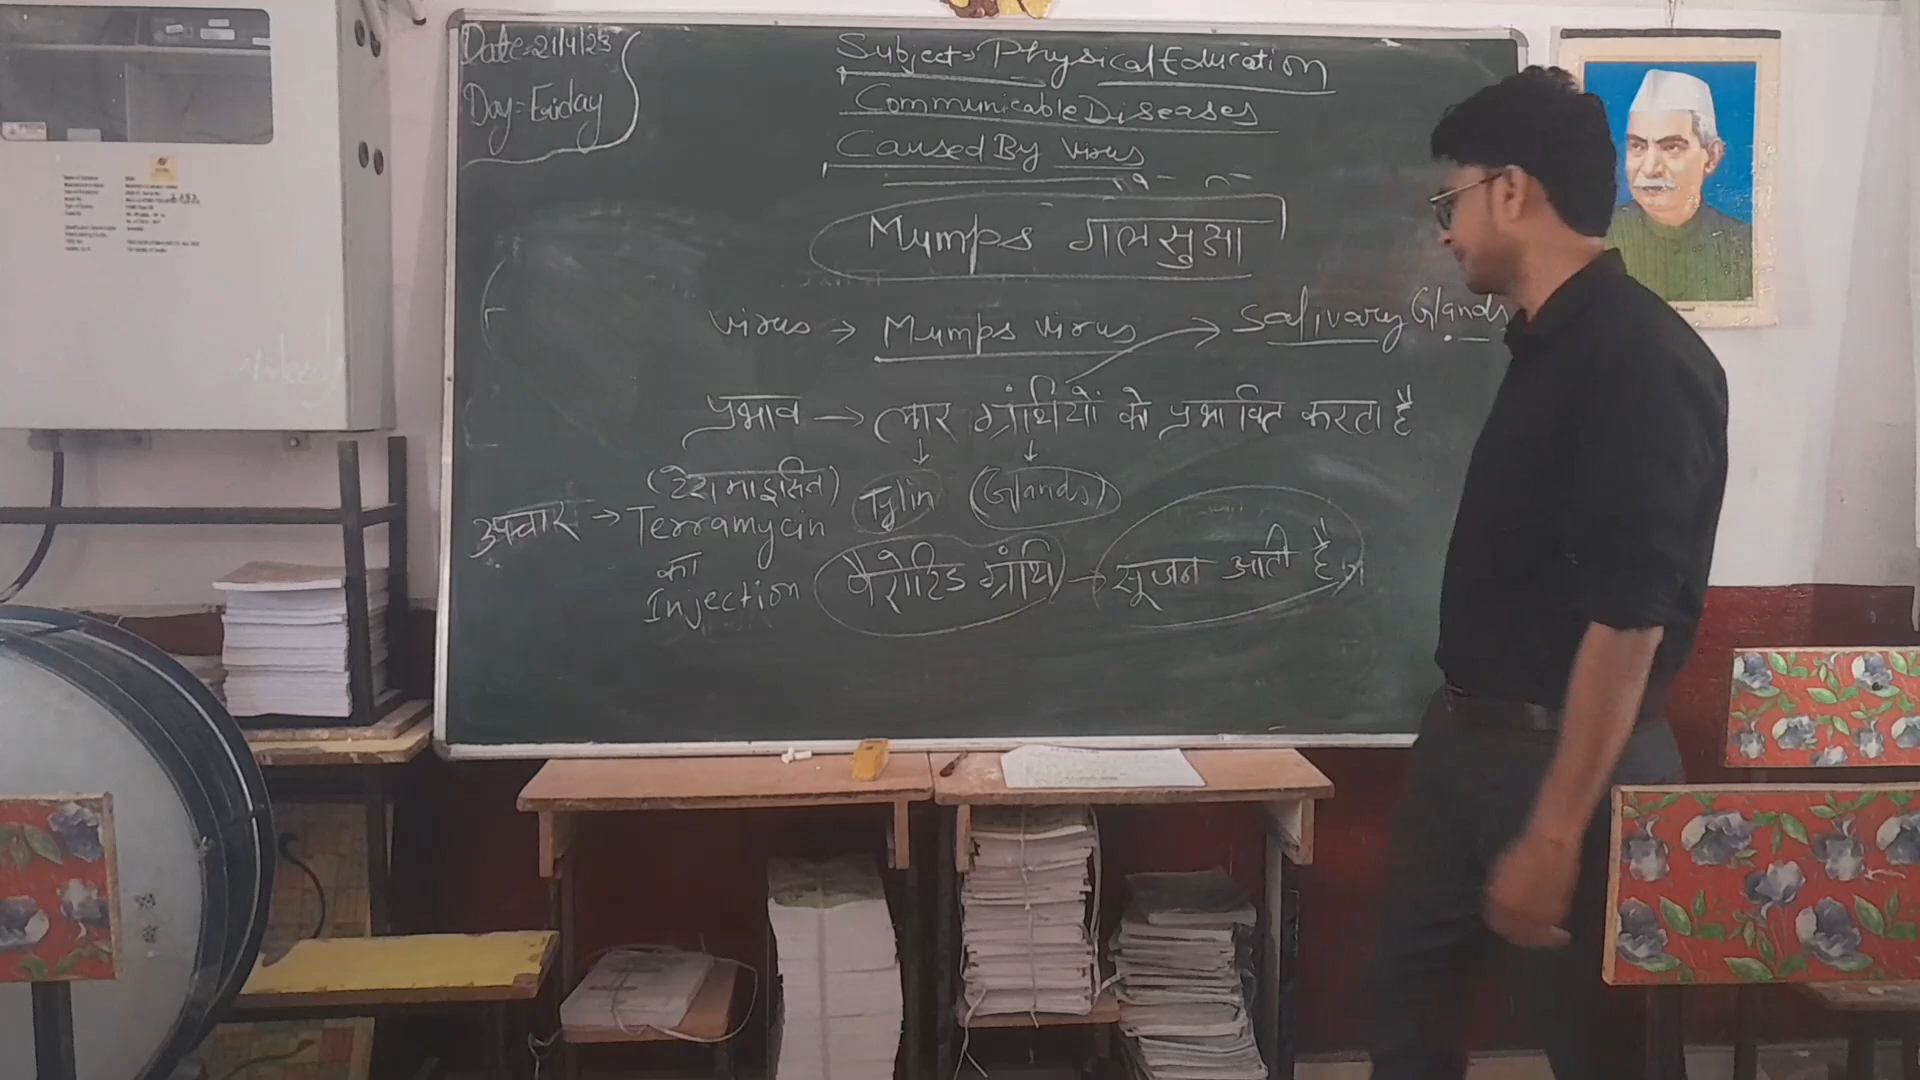 Date=21/4/23
Day=Friday
Subject→Physical Education
Communicable Diseases
Caused By Virus
Mumps गलसुआ
Virus → Mumps Virus → Salivary Glands
प्रभाव → लार ग्रंथियों को प्रभावित करता है
(टेरामाइसिन) (Glands)
उपचार → Terramycin
का
Injection पैरोटिड ग्रंथि → सूजन आती है।